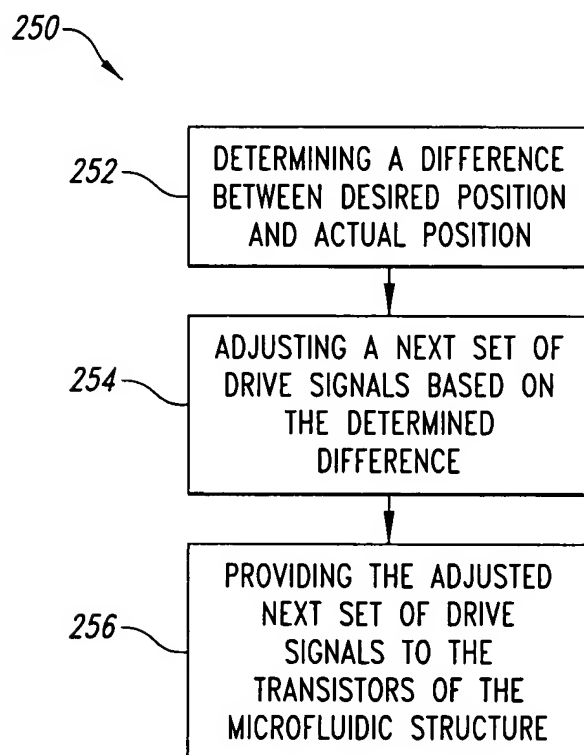 250
252
DETERMINING A DIFFERENCE
BETWEEN DESIRED POSITION
AND ACTUAL POSITION
254
ADJUSTING A NEXT SET OF
DRIVE SIGNALS BASED ON
THE DETERMINED
DIFFERENCE
256
PROVIDING THE ADJUSTED
NEXT SET OF DRIVE
SIGNALS TO THE
TRANSISTORS OF THE
MICROFLUIDIC STRUCTURE